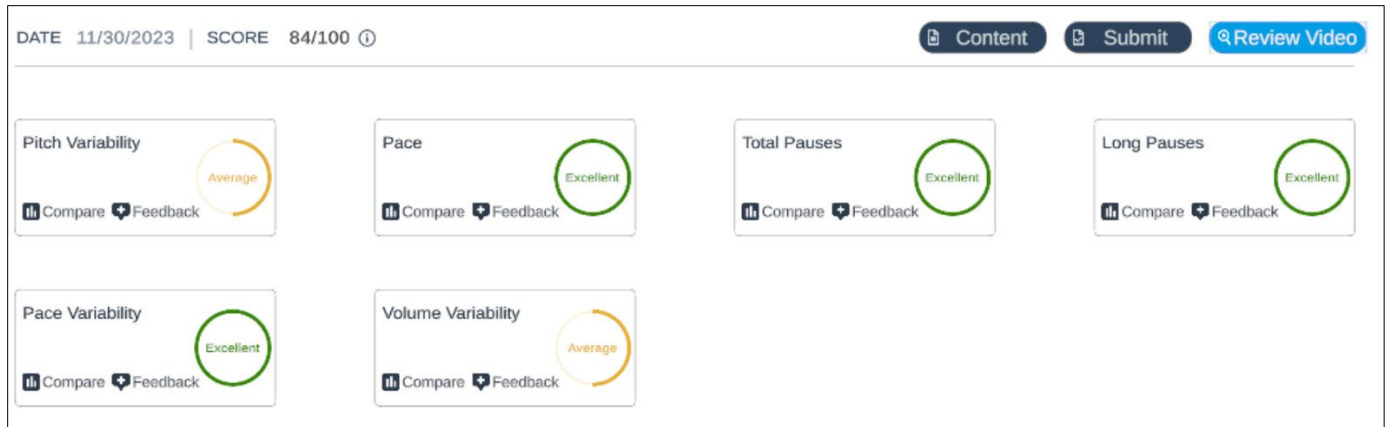 DATE 11/30/2023 | SCORE 84/100
Content
Submit
Review Video
Pitch Variability
Average
Compare Feedback
Pace
Excellent
Compare Feedback
Total Pauses
Excellent
Compare Feedback
Long Pauses
Excellent
Compare Feedback
Pace Variability
Excellent
Compare Feedback
Volume Variability
Average
Compare Feedback